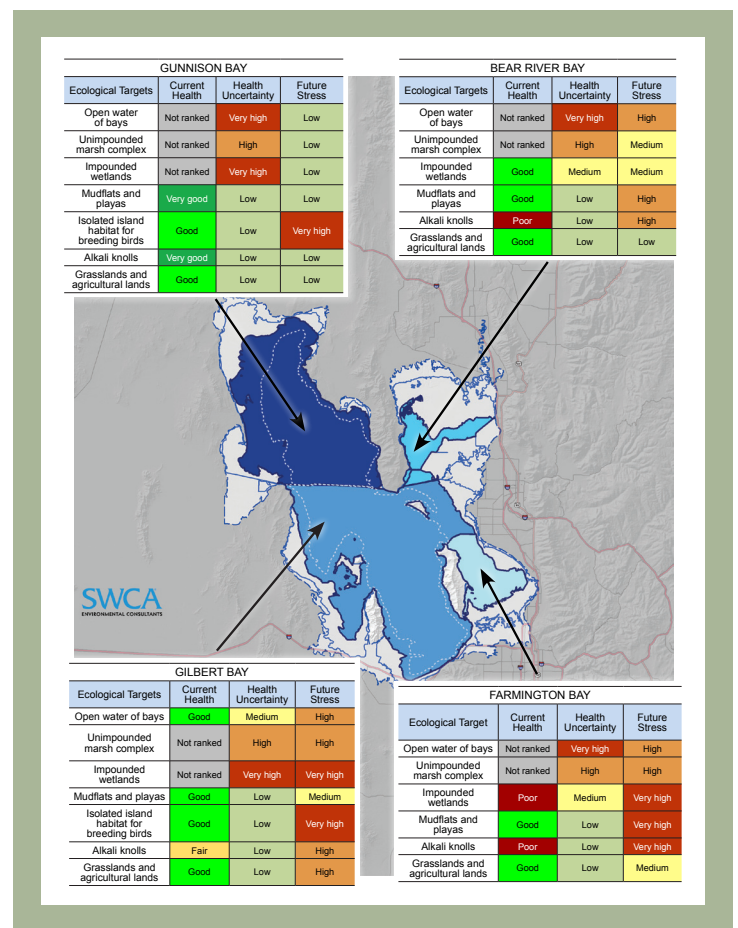 GUNNISON BAY
Ecological Targets
Current
Health
Health
Uncertainty
Future
Stress
Open water
of bays
Not ranked
Very high
Low
Unimpounded
marsh complex
Not ranked
High
Low
Impounded
wetlands
Not ranked
Very high
Low
Mudflats and
playas
Very good
Low
Low
Isolated island
habitat for
breeding birds
Good
Low
Very high
Alkali knolls
Very good
Low
Low
Grasslands and
agricultural lands
Good
Low
Low
BEAR RIVER BAY
Ecological Targets
Current
Health
Health
Uncertainty
Future
Stress
Open water
of bays
Not ranked
Very high
High
Unimpounded
marsh complex
Not ranked
High
Medium
Impounded
wetlands
Good
Medium
Medium
Mudflats and
playas
Good
Low
High
Alkali knolls
Poor
Low
High
Grasslands and
agricultural lands
Good
Low
Low
SWCA
ENVIRONMENTAL CONSULTANTS
GILBERT BAY
Ecological Targets
Current
Health
Health
Uncertainty
Future
Stress
Open water of bays
Good
Medium
High
Unimpounded
marsh complex
Not ranked
High
High
Impounded
wetlands
Not ranked
Very high
Very high
Mudflats and playas
Good
Low
Medium
Isolated island
habitat for
breeding birds
Good
Low
Very high
Alkali knolls
Fair
Low
High
Grasslands and
agricultural lands
Good
Low
High
FARMINGTON BAY
Ecological Target
Current
Health
Health
Uncertainty
Future
Stress
Open water of bays
Not ranked
Very high
High
Unimpounded
marsh complex
Not ranked
High
High
Impounded
wetlands
Poor
Medium
Very high
Mudflats and
playas
Good
Low
Very high
Alkali knolls
Poor
Low
Very high
Grasslands and
agricultural lands
Good
Low
Medium